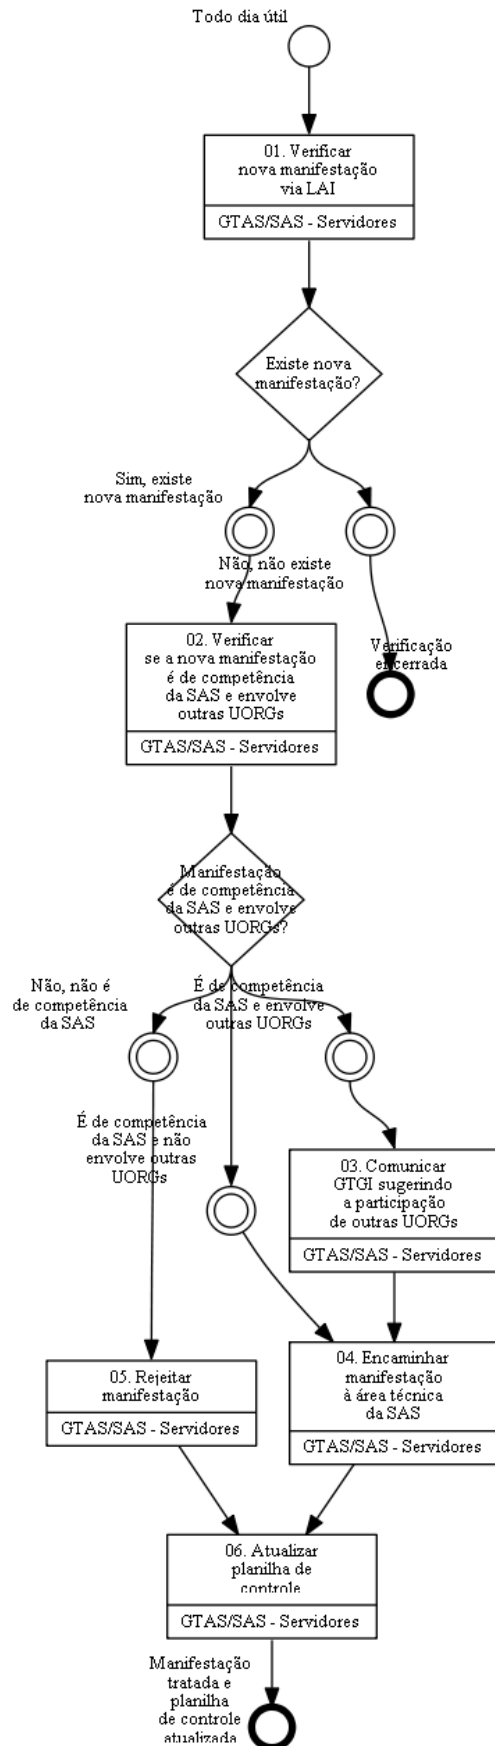 Todo dia útil
01. Verificar
nova manifestação
via LAI
GTAS/SAS - Servidores
Existe nova
manifestação?
Sim, existe
nova manifestação
Não, não existe
nova manifestação
02. Verificar
se a nova manifestação
é de competência
da SAS e envolve
outras UORGs
GTAS/SAS - Servidores
Verificação
encerrada
Manifestação
é de competência
da SAS e envolve
outras UORGs?
Não, não é
de competência
da SAS
É de competência
da SAS e envolve
outras UORGs
É de competência
da SAS e não
envolve outras
UORGs
03. Comunicar
GTGI sugerindo
a participação
de outras UORGs
GTAS/SAS - Servidores
04. Encaminhar
manifestação
à área técnica
da SAS
GTAS/SAS - Servidores
05. Rejeitar
manifestação
GTAS/SAS - Servidores
06. Atualizar
planilha de
controle
GTAS/SAS - Servidores
Manifestação
tratada e
planilha
de controle
atualizada